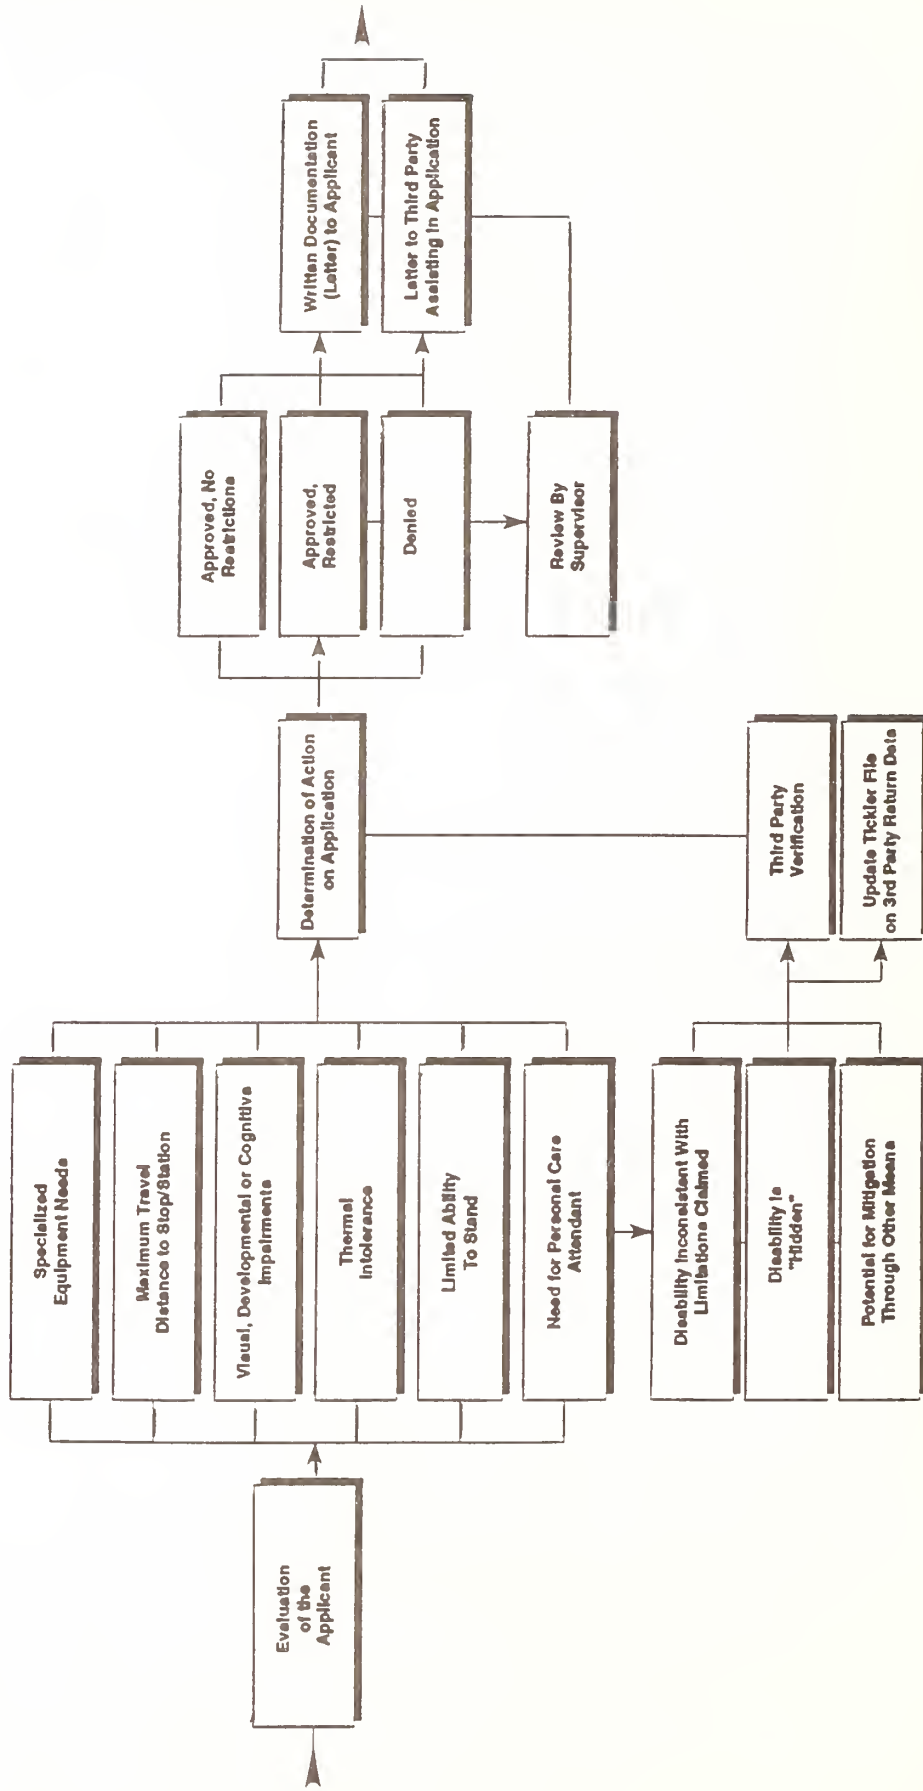 Evaluation
of the
Applicant
Specialized
Equipment Needs
Maximum Travel
Distance to Stop/Station
Visual, Developmental or Cognitive
Impairments
Thermal
Intolerance
Limited Ability
To Stand
Need for Personal Care
Attendant
Disability Inconsistent With
Limitations Claimed
Disability is
"Hidden"
Potential for Mitigation
Through Other Means
Determination of Action
on Application
Third Party
Verification
Update Tickler File
on 3rd Party Return Data
Approved, No
Restrictions
Approved,
Restricted
Denied
Review By
Supervisor
Written Documentation
(Letter) to Applicant
Letter to Third Party
Assisting in Application